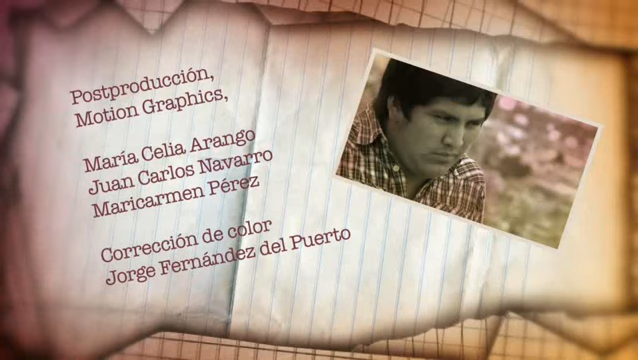 Postproducción,
Motion Graphics,
María Celia Arango
Juan Carlos Navarro
Maricarmen Pérez
Corrección de color
Jorge Fernández del Puerto